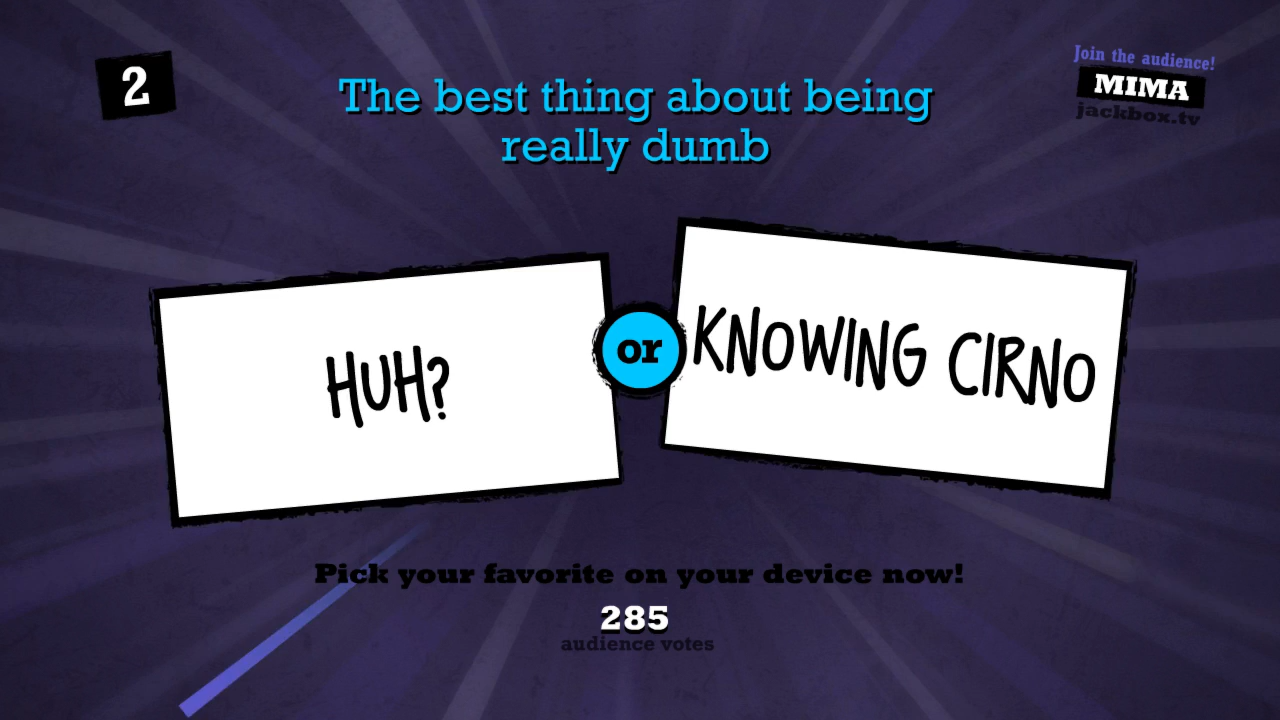 2
The best thing about being
really dumb
Join the audience!
MIMA
jackbox.tv
HUH?
or
KNOWING CIRNO
Pick your favorite on your device now!
285
audience votes